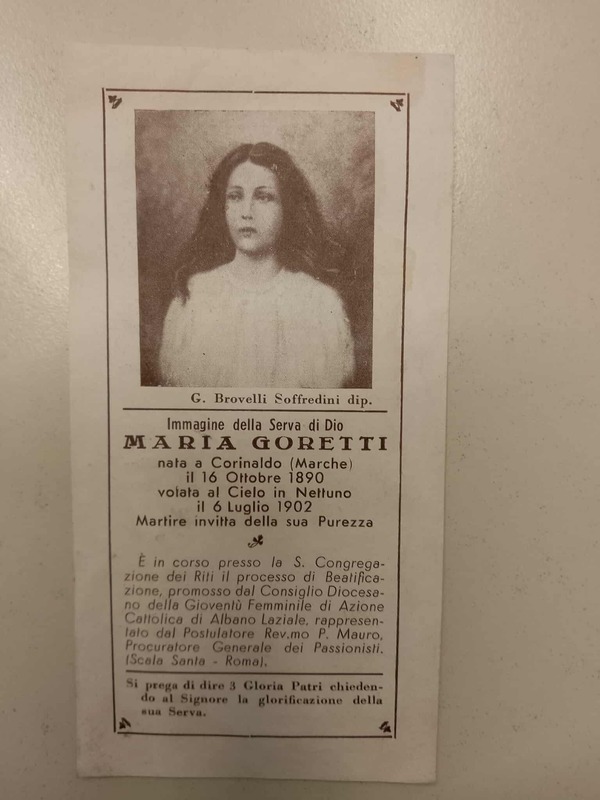 G. Brovelli Soffredini dip.
Immagine della Serva di Dio
MARIA GORETTI
nata a Corinaldo (Marche)
il 16 Ottobre 1890
volata al Cielo in Nettuno
il 6 Luglio 1902
Martire invitta della sua Purezza
È in corso presso la S. Congrega-
zione dei Riti il processo di Beatifica-
zione, promosso dal Consiglio Diocesa-
no della Gioventù Femminile di Azione
Cattolica di Albano Laziale, rappresen-
tato dal Postulatore Rev.mo P. Mauro,
Procuratore Generale dei Passionisti.
(Scala Santa - Roma).
Si prega di dire 3 Gloria Patri chieden-
do al Signore la glorificazione della
sua Serva.